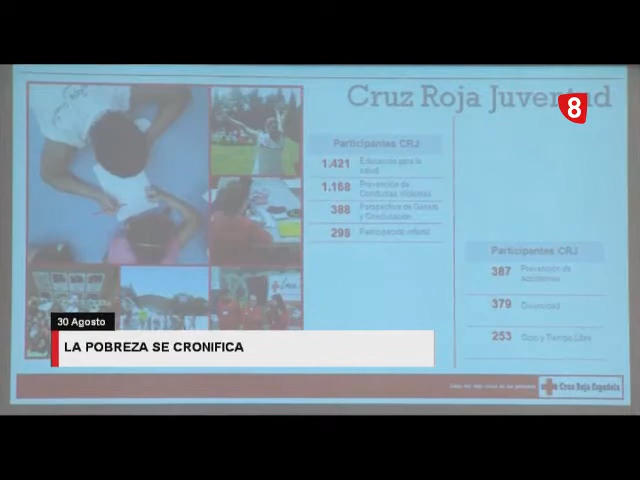 Cruz Roja Juventud
8
Participantes CRJ
1.421 Educación para la salud
1.168 Prevención de Conductas Violentas
388 Perspectiva de Género y Coeducación
298 Participación infantil
Participantes CRJ
387 Prevención de Accidentes
379 Diversidad
253 Ocio y Tiempo Libre
30 Agosto
LA POBREZA SE CRONIFICA
Cruz Roja Española